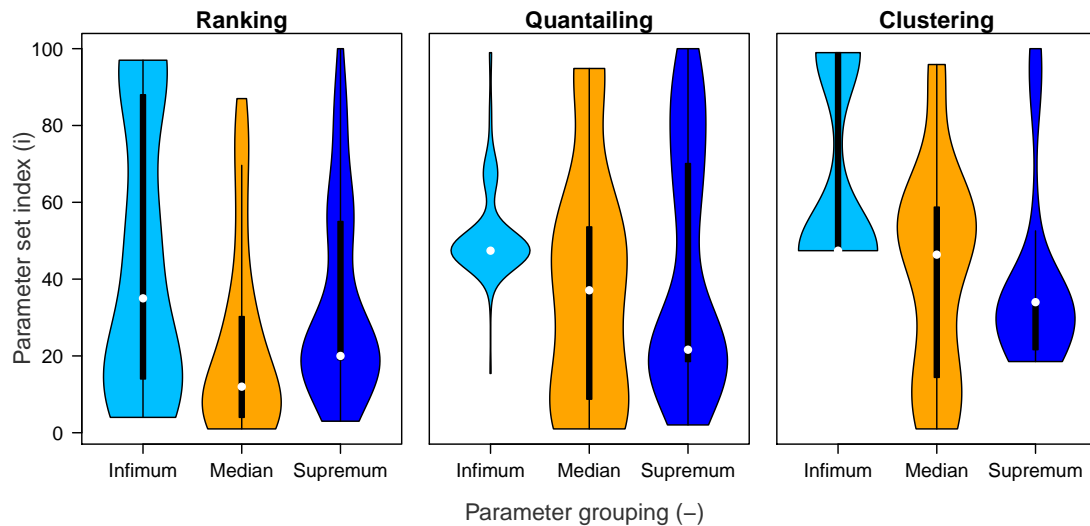 Ranking Quantailing Clustering
Parameter set index (i)
100
80
60
40
20
0
Infimum Median Supremum Infimum Median Supremum Infimum Median Supremum
Parameter grouping (−)